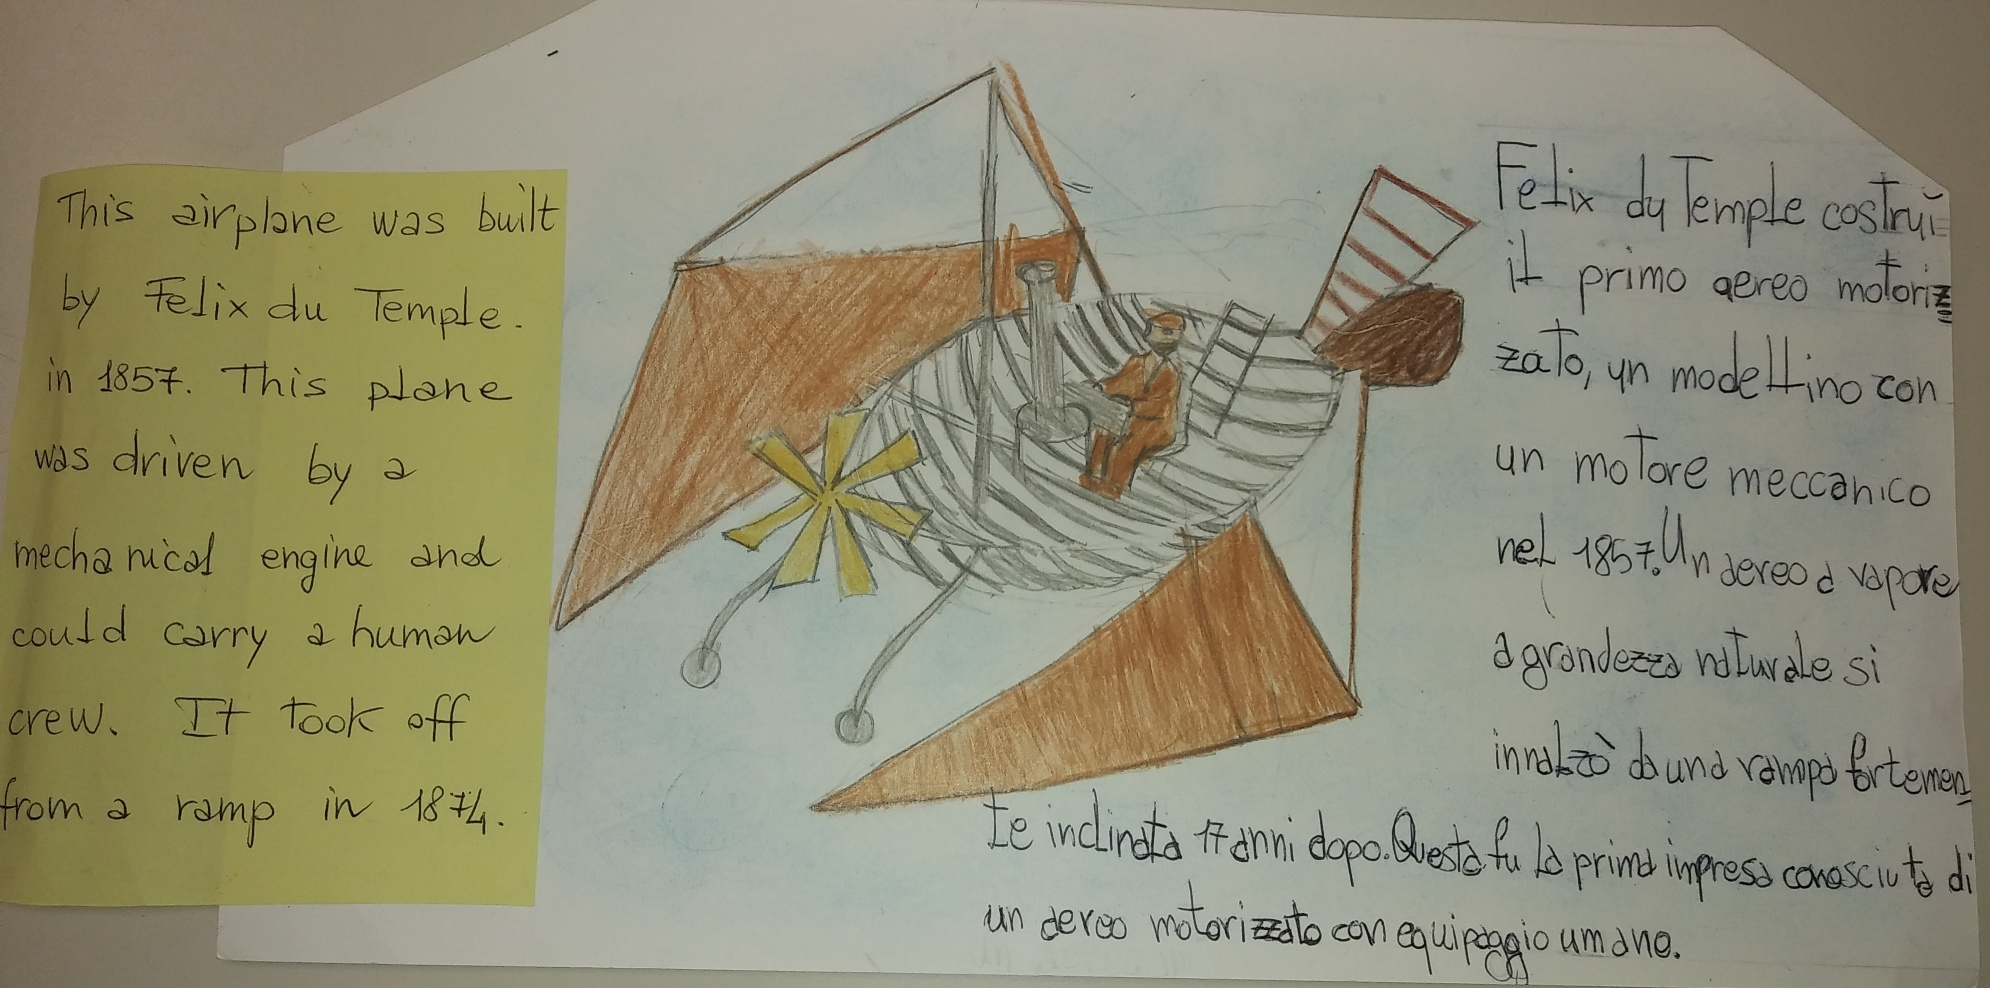 This airplane was built
by Felix du Temple.
in 1857. This plane
was driven by a
mechanical engine and
could carry a human
crew. It took off
from a ramp in 1874.
Felix du Temple costruì
il primo aereo motoriz
zato, un modellino con
un motore meccanico
nel 1857. Un aereo a vapore
a grandezza naturale si
innalzò da una rampa fortemen
te inclinata 17 anni dopo. Questa fu la prima impresa conosciuta di
un aereo motorizzato con equipaggio umano.